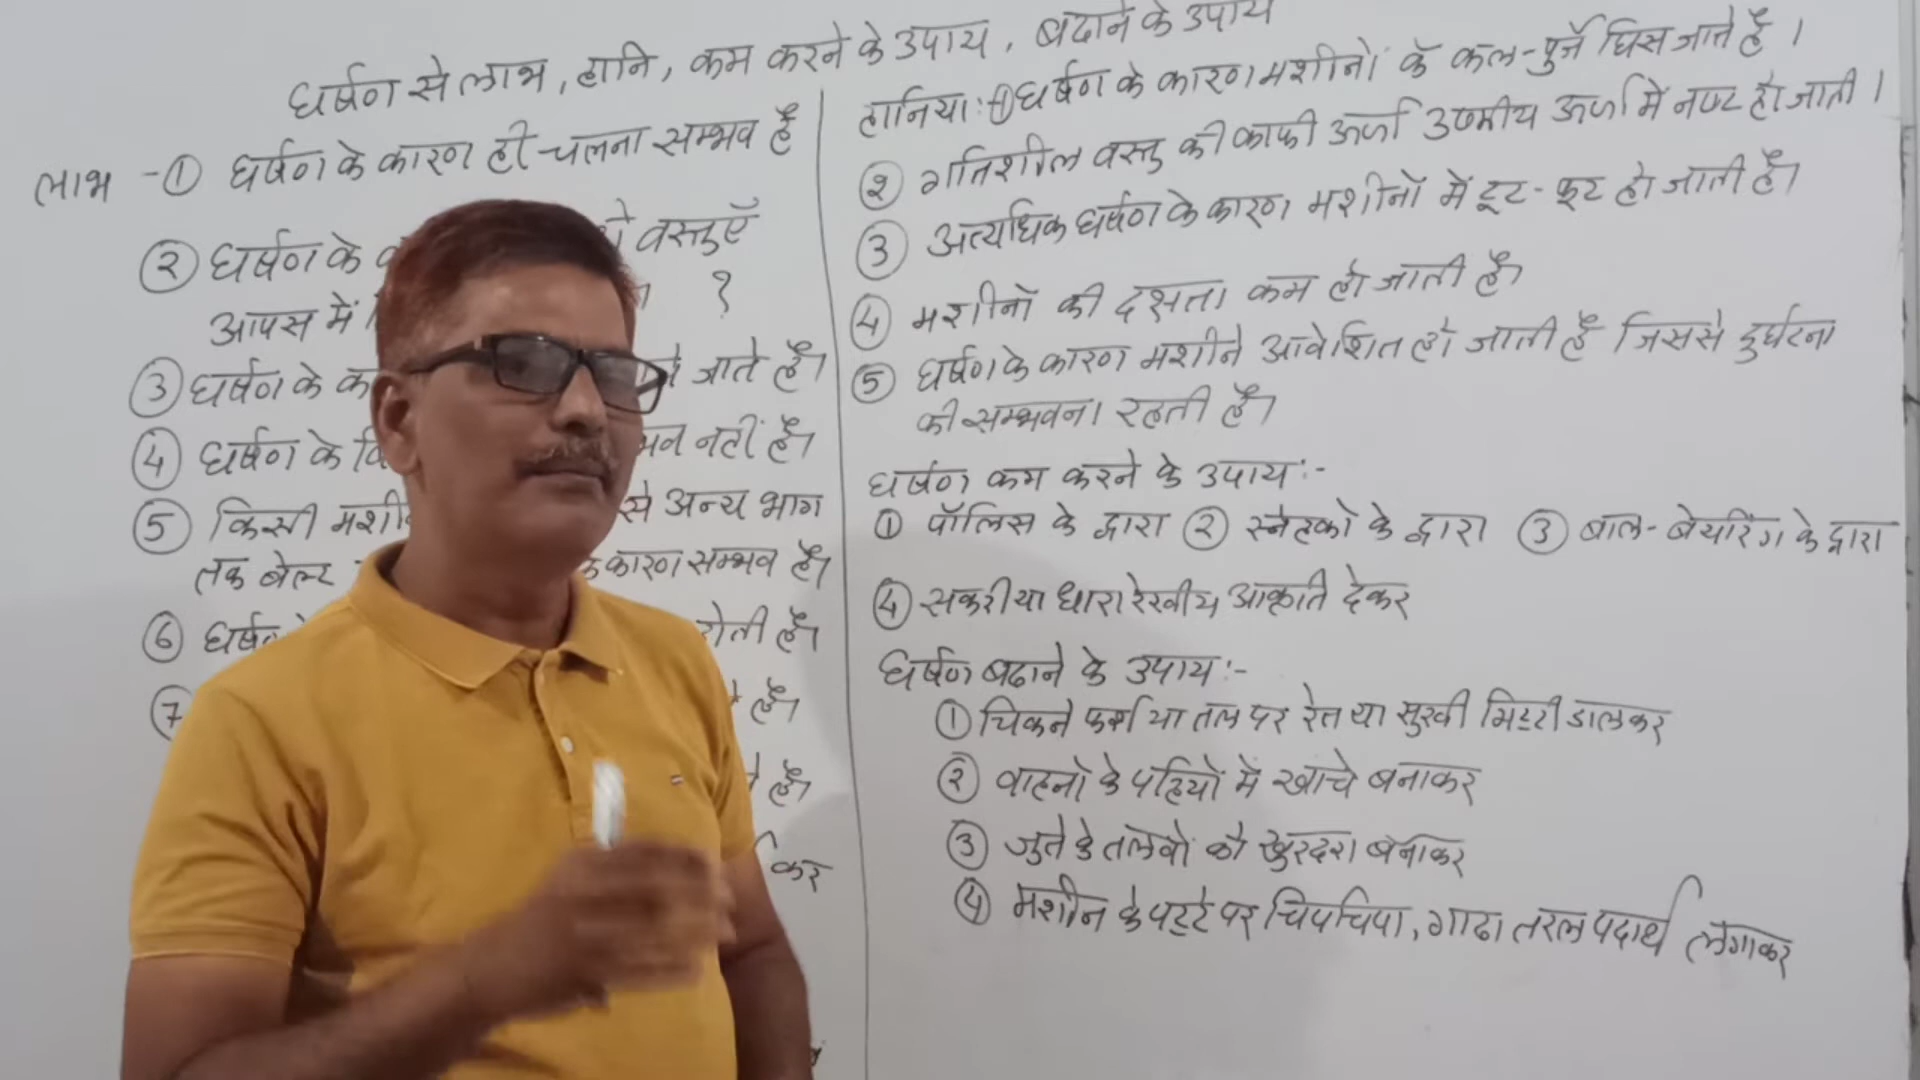 घर्षण से लाभ, हानि, कम करने के उपाय, बढाने के उपाय
लाभ - ① घर्षण के कारण ही चलना सम्भव है
② घर्षण के वस्तुएँ
आपस में ?
③ घर्षण के जाते है।
④ घर्षण के नहीं है।
⑤ किसी से अन्य भाग
तक बेल्ट कारण सम्भव है।
⑥ होती है।
⑦ है।
है।
कर
हानिया :- ① घर्षण के कारण मशीनों के कल-पुर्जे घिस जाते है ।
② गतिशील वस्तु की काफी ऊर्जा उष्मीय ऊर्जा में नष्ट हो जाती ।
③ अत्यधिक घर्षण के कारण मशीनों में टूट-फूट हो जाती है।
④ मशीनों की दक्षता कम हो जाती है।
⑤ घर्षण के कारण मशीने आवेशित हो जाती है जिससे दुर्घटना
की सम्भवना रहती है।
घर्षण कम करने के उपाय :-
① पॉलिस के द्वारा ② स्नेहको के द्वारा ③ बाल-बेयरिंग के द्वारा
④ सकरी या धारारेखीय आकृति देकर
घर्षण बढाने के उपाय :-
① चिकने फर्श या तल पर रेत या सुखी मिटटी डालकर
② वाहनों के पहियों में खाचे बनाकर
③ जुते के तलवों को खुरदरा बनाकर
④ मशीन के पट्टे पर चिपचिपा, गाढा तरल पदार्थ लगाकर